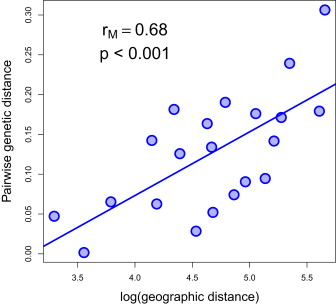 r_M = 0.68
p < 0.001
Pairwise genetic distance
0.30
0.25
0.20
0.15
0.10
0.05
0.00
3.5 4.0 4.5 5.0 5.5
log(geographic distance)